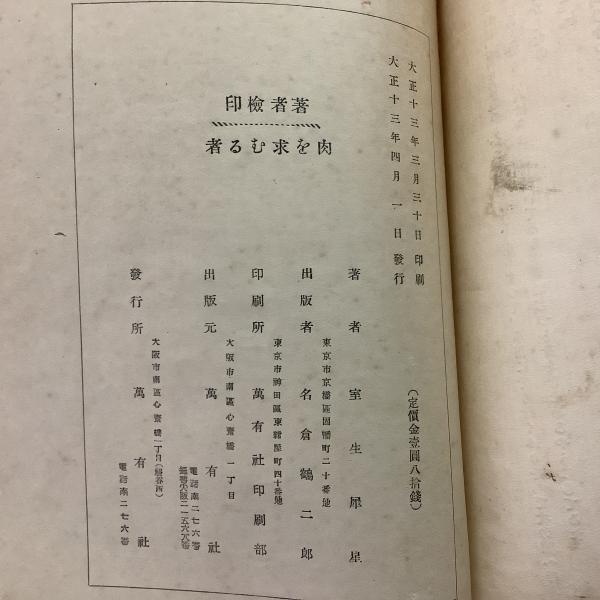 大正十三年三月三十日印刷
大正十三年四月一日發行
著者檢印
肉を求むる者
(定價金壹圓八拾錢)
著者 室生犀星
東京市京橋區因幡町二十番地
出版者 名倉鶴二郎
東京市神田區東紺屋町四十番地
印刷所 萬有社印刷部
大阪市南區心齋橋一丁目
出版元 萬有社
電話南二七六番
振替大阪二一五六六番
大阪市南區心齋橋一丁目
發行所 萬有社
電話南二七六番